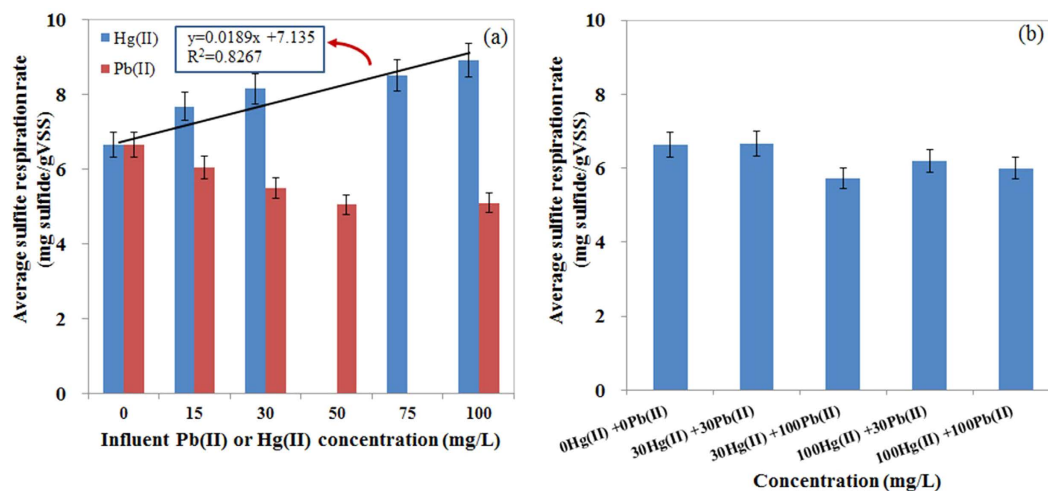 (a)
Hg(II)
Pb(II)
y=0.0189x +7.135
R²=0.8267
Average sulfite respiration rate
(mg sulfide/gVSS)
10
8
6
4
2
0
0 15 30 50 75 100
Influent Pb(II) or Hg(II) concentration (mg/L)
(b)
Average sulfite respiration rate
(mg sulfide/gVSS)
10
8
6
4
2
0
0Hg(II) +0Pb(II)
30Hg(II) +30Pb(II)
30Hg(II) +100Pb(II)
100Hg(II) +30Pb(II)
100Hg(II) +100Pb(II)
Concentration (mg/L)